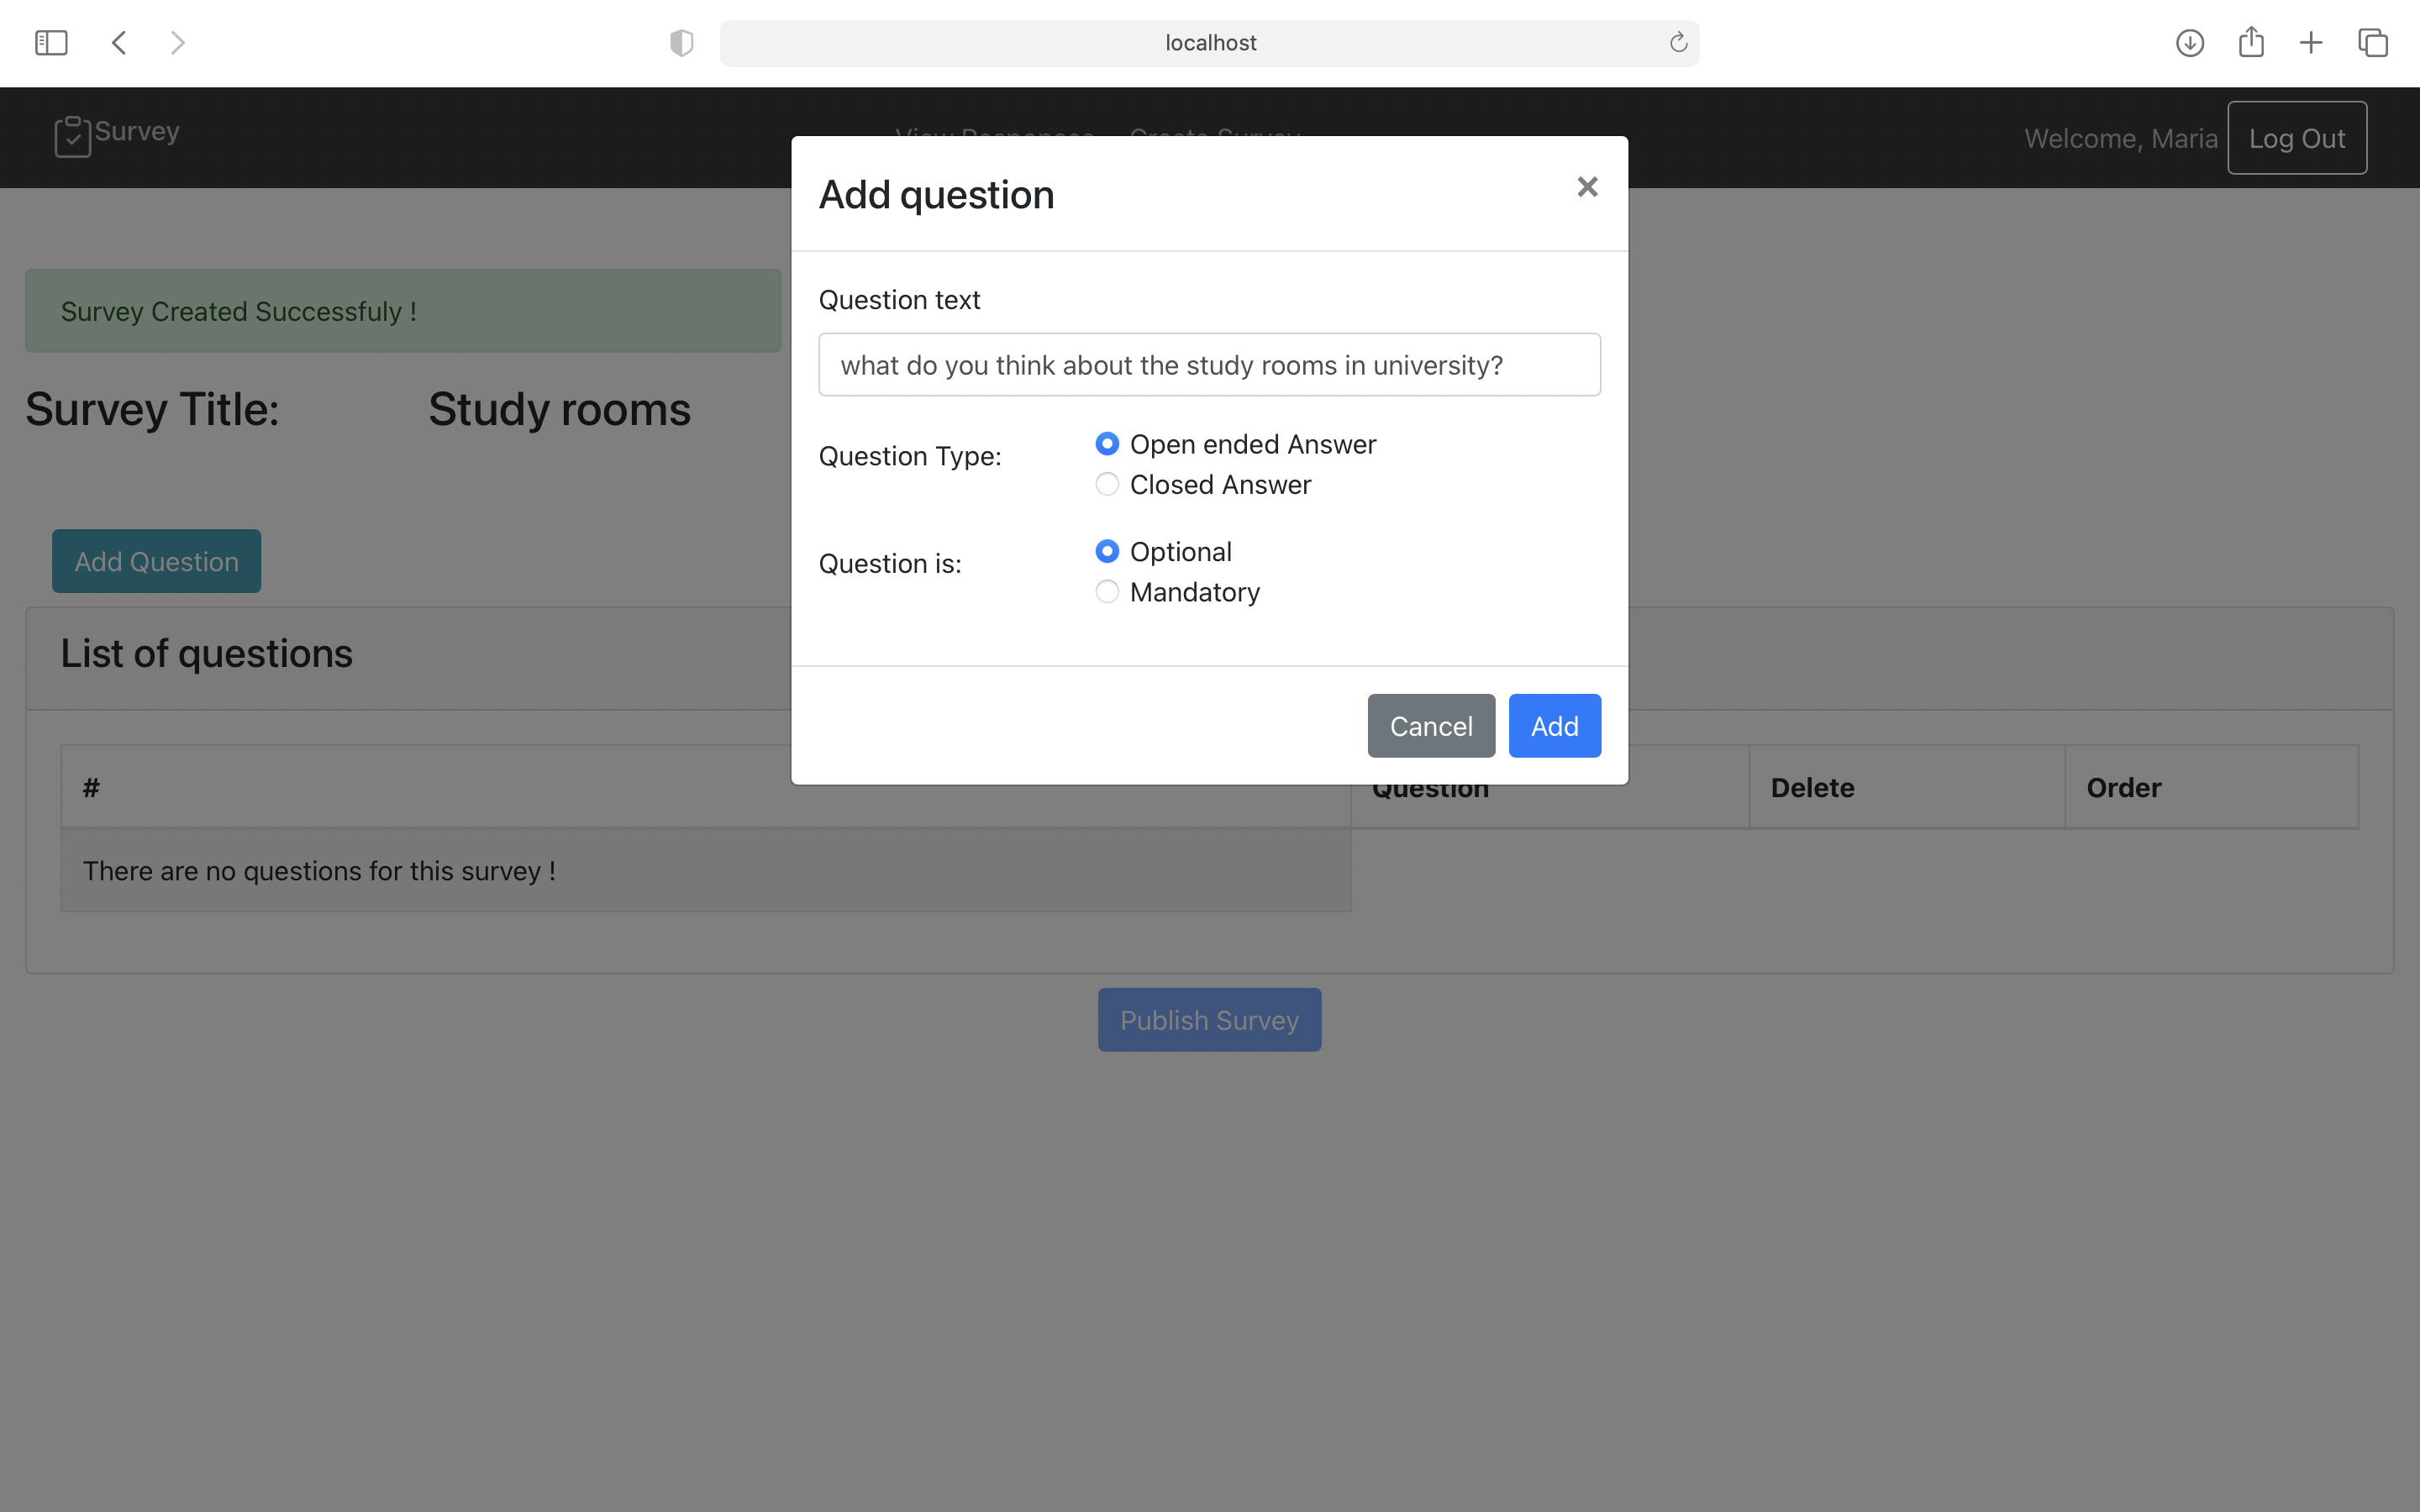 localhost
Survey
View Responses Create Survey
Welcome, Maria
Log Out
Add question
×
Survey Created Successfuly !
Question text
what do you think about the study rooms in university?
Survey Title: Study rooms
Question Type:
Open ended Answer
Closed Answer
Add Question
Question is:
Optional
Mandatory
List of questions
Cancel Add
# Question Delete Order
There are no questions for this survey !
Publish Survey